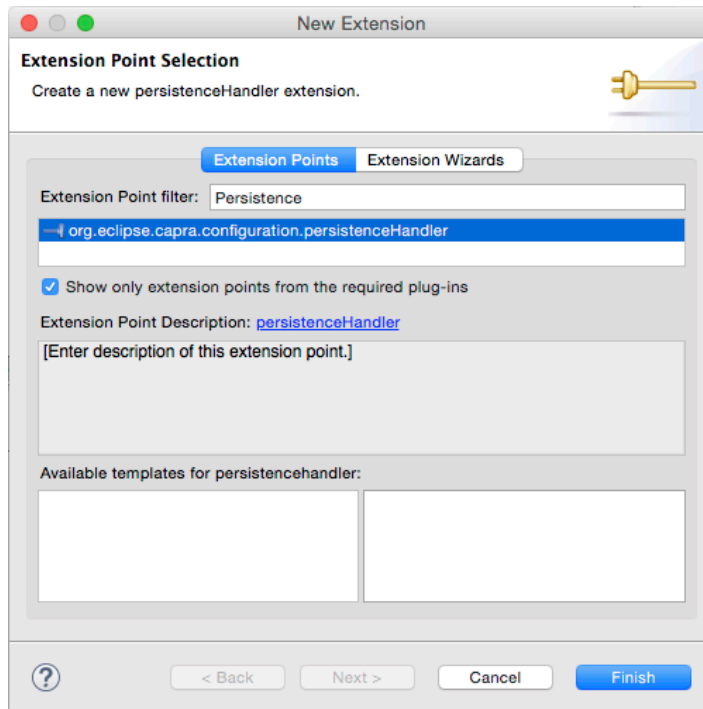 New Extension
Extension Point Selection
Create a new persistenceHandler extension.
Extension Points Extension Wizards
Extension Point filter: Persistence
org.eclipse.capra.configuration.persistenceHandler
Show only extension points from the required plug-ins
Extension Point Description: persistenceHandler
[Enter description of this extension point.]
Available templates for persistencehandler:
? < Back Next > Cancel Finish